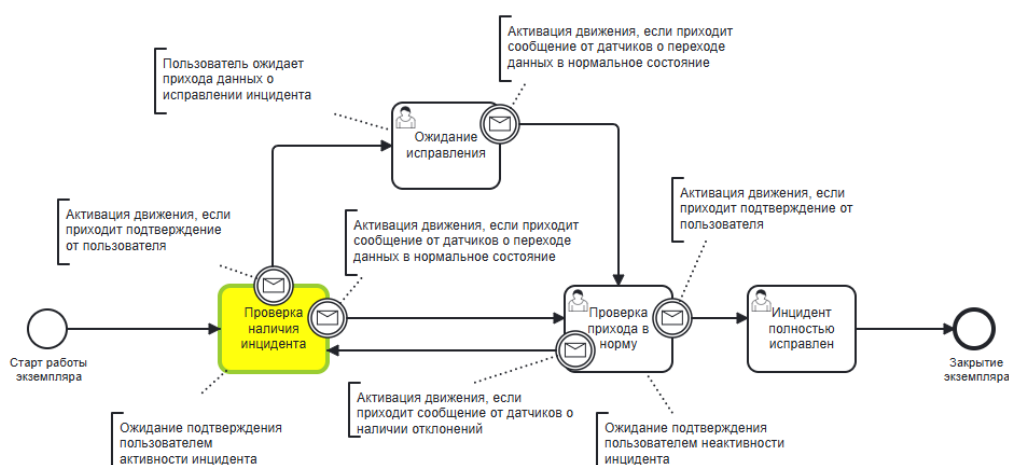 Активация движения, если приходит
сообщение от датчиков о переходе
данных в нормальное состояние
Пользователь ожидает
прихода данных о
исправлении инцидента
Ожидание
исправления
Активация движения, если
приходит подтверждение
от пользователя
Активация движения, если приходит
сообщение от датчиков о переходе
данных в нормальное состояние
Активация движения, если
приходит подтверждение от
пользователя
Проверка
наличия
инцидента
Проверка
прихода в
норму
Инцидент
полностью
исправлен
Старт работы
экземпляра
Закрытие
экземпляра
Активация движения, если
приходит сообщение от датчиков о
наличии отклонений
Ожидание подтверждения
пользователем
активности инцидента
Ожидание подтверждения
пользователем неактивности
инцидента